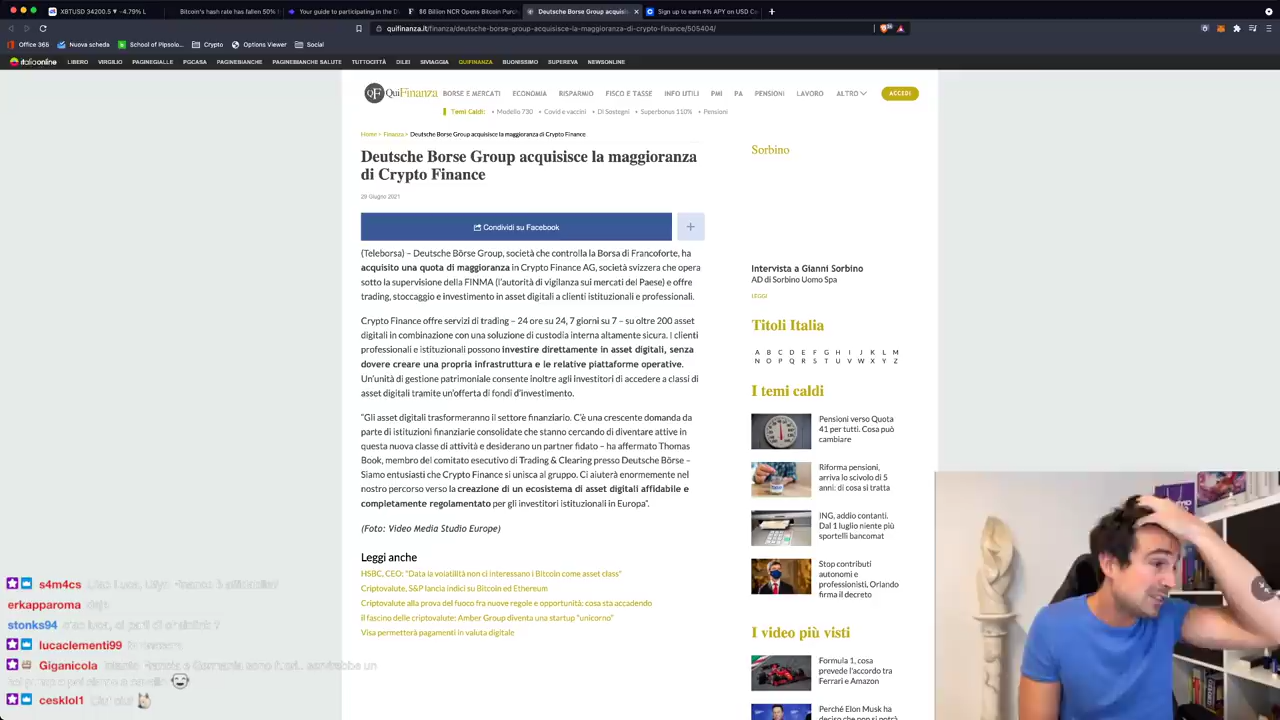 XBTUSD 34200.5 ▼ -4.79% L
Bitcoin's hash rate has fallen 50%
Your guide to participating in the D
$6 Billion NCR Opens Bitcoin Purch
Deutsche Borse Group acquisi
Sign up to earn 4% APY on USD C
quifinanza.it/finanza/deutsche-borse-group-acquisisce-la-maggioranza-di-crypto-finance/505404/
Office 365
Nuova scheda
School of Pipsolo...
Crypto
Options Viewer
Social
italiaonline
LIBERO
VIRGILIO
PAGINEGIALLE
PGCASA
PAGINEBIANCHE
PAGINEBIANCHE SALUTE
TUTTOCITTÀ
DILEI
SIVIAGGIA
QUIFINANZA
BUONISSIMO
SUPEREVA
NEWSONLINE
QF QuiFinanza
BORSE E MERCATI
ECONOMIA
RISPARMIO
FISCO E TASSE
INFO UTILI
PMI
PA
PENSIONI
LAVORO
ALTRO
ACCEDI
Temi Caldi: • Modello 730 • Covid e vaccini • Dl Sostegni • Superbonus 110% • Pensioni
Home > Finanza > Deutsche Borse Group acquisisce la maggioranza di Crypto Finance
Deutsche Borse Group acquisisce la maggioranza
di Crypto Finance
29 Giugno 2021
Condividi su Facebook
+
(Teleborsa) – Deutsche Börse Group, società che controlla la Borsa di Francoforte, ha
acquisito una quota di maggioranza in Crypto Finance AG, società svizzera che opera
sotto la supervisione della FINMA (l'autorità di vigilanza sui mercati del Paese) e offre
trading, stoccaggio e investimento in asset digitali a clienti istituzionali e professionali.
Crypto Finance offre servizi di trading – 24 ore su 24, 7 giorni su 7 – su oltre 200 asset
digitali in combinazione con una soluzione di custodia interna altamente sicura. I clienti
professionali e istituzionali possono investire direttamente in asset digitali, senza
dovere creare una propria infrastruttura e le relative piattaforme operative.
Un'unità di gestione patrimoniale consente inoltre agli investitori di accedere a classi di
asset digitali tramite un'offerta di fondi d'investimento.
"Gli asset digitali trasformeranno il settore finanziario. C'è una crescente domanda da
parte di istituzioni finanziarie consolidate che stanno cercando di diventare attive in
questa nuova classe di attività e desiderano un partner fidato – ha affermato Thomas
Book, membro del comitato esecutivo di Trading & Clearing presso Deutsche Börse –
Siamo entusiasti che Crypto Finance si unisca al gruppo. Ci aiuterà enormemente nel
nostro percorso verso la creazione di un ecosistema di asset digitali affidabile e
completamente regolamentato per gli investitori istituzionali in Europa".
(Foto: Video Media Studio Europe)
Leggi anche
HSBC, CEO: "Data la volatilità non ci interessano i Bitcoin come asset class"
Criptovalute, S&P lancia indici su Bitcoin ed Ethereum
Criptovalute alla prova del fuoco fra nuove regole e opportunità: cosa sta accadendo
il fascino delle criptovalute: Amber Group diventa una startup "unicorno"
Visa permetterà pagamenti in valuta digitale
Sorbino
Intervista a Gianni Sorbino
AD di Sorbino Uomo Spa
LEGGI
Titoli Italia
A B C D E F G H I J K L M
N O P Q R S T U V W X Y Z
I temi caldi
Pensioni verso Quota
41 per tutti. Cosa può
cambiare
Riforma pensioni,
arriva lo scivolo di 5
anni: di cosa si tratta
ING, addio contanti.
Dal 1 luglio niente più
sportelli bancomat
Stop contributi
autonomi e
professionisti, Orlando
firma il decreto
I video più visti
Formula 1, cosa
prevede l'accordo tra
Ferrari e Amazon
Perché Elon Musk ha
s4m4cs
erkapparoma
stonks94
lucaclementi99
Giganicola
cesklol1